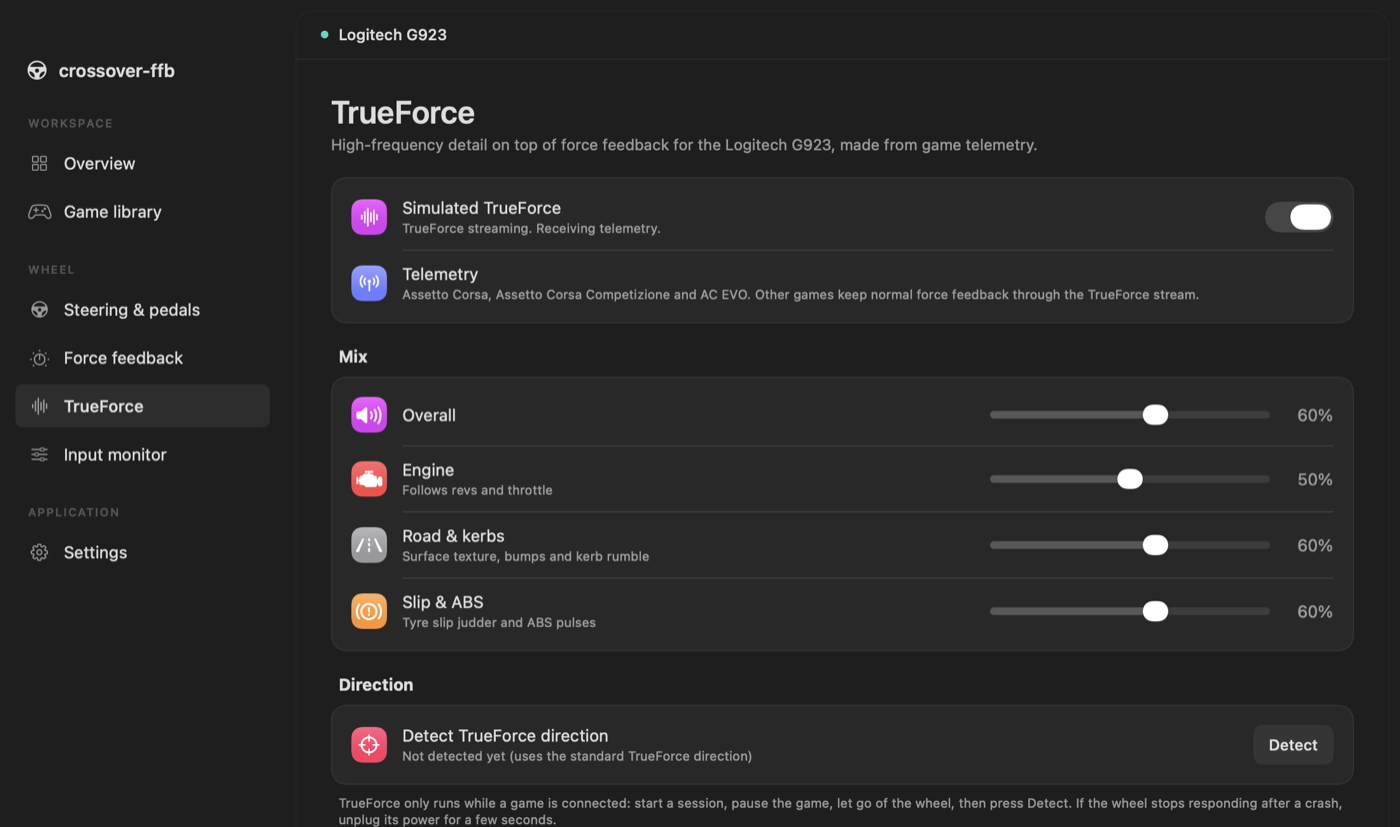 Logitech G923
crossover-ffb
WORKSPACE
Overview
Game library
WHEEL
Steering & pedals
Force feedback
TrueForce
Input monitor
APPLICATION
Settings
TrueForce
High-frequency detail on top of force feedback for the Logitech G923, made from game telemetry.
Simulated TrueForce
TrueForce streaming. Receiving telemetry.
Telemetry
Assetto Corsa, Assetto Corsa Competizione and AC EVO. Other games keep normal force feedback through the TrueForce stream.
Mix
Overall
60%
Engine
Follows revs and throttle
50%
Road & kerbs
Surface texture, bumps and kerb rumble
60%
Slip & ABS
Tyre slip judder and ABS pulses
60%
Direction
Detect TrueForce direction
Not detected yet (uses the standard TrueForce direction)
Detect
TrueForce only runs while a game is connected: start a session, pause the game, let go of the wheel, then press Detect. If the wheel stops responding after a crash,
unplug its power for a few seconds.